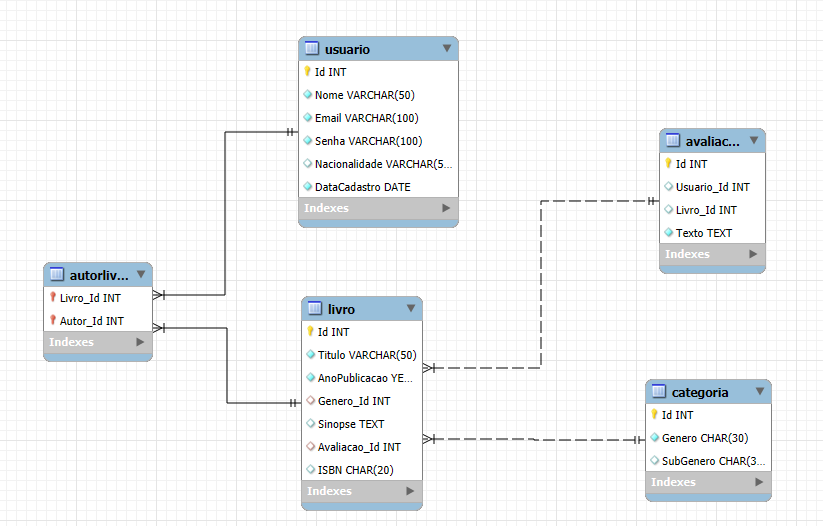 usuario
Id INT
Nome VARCHAR(50)
Email VARCHAR(100)
Senha VARCHAR(100)
Nacionalidade VARCHAR(5...
DataCadastro DATE
Indexes
avaliac...
Id INT
Usuario_Id INT
Livro_Id INT
Texto TEXT
Indexes
autorliv...
Livro_Id INT
Autor_Id INT
Indexes
livro
Id INT
Titulo VARCHAR(50)
AnoPublicacao YE...
Genero_Id INT
Sinopse TEXT
Avaliacao_Id INT
ISBN CHAR(20)
Indexes
categoria
Id INT
Genero CHAR(30)
SubGenero CHAR(3...
Indexes